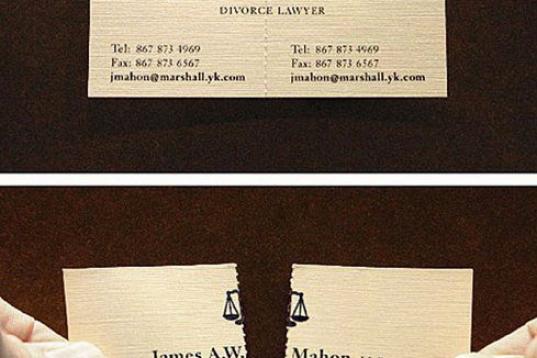 DIVORCE LAWYER
Tel: 867 873 4969 Tel: 867 873 4969
Fax: 867 873 6567 Fax: 867 873 6567
jmahon@marshall.yk.com jmahon@marshall.yk.com
James A.W. Mahon